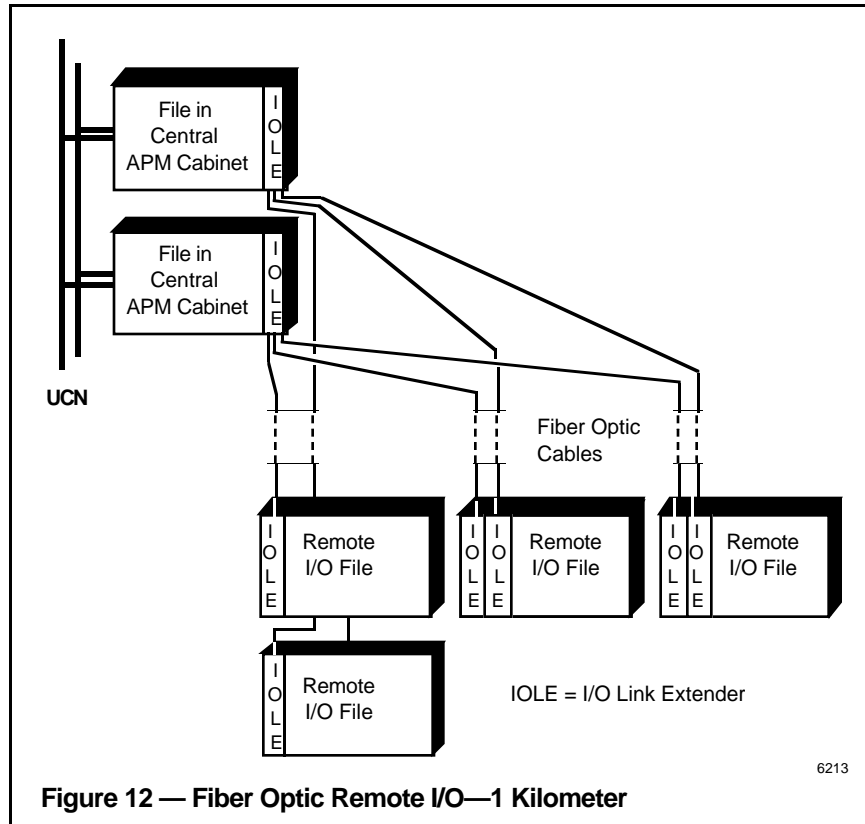 File in
Central
APM Cabinet
I
O
L
E
File in
Central
APM Cabinet
I
O
L
E
UCN
Fiber Optic
Cables
I
O
L
E
Remote
I/O File
I
O
L
E
I
O
L
E
Remote
I/O File
I
O
L
E
I
O
L
E
Remote
I/O File
I
O
L
E
Remote
I/O File
IOLE = I/O Link Extender
6213
Figure 12 — Fiber Optic Remote I/O—1 Kilometer